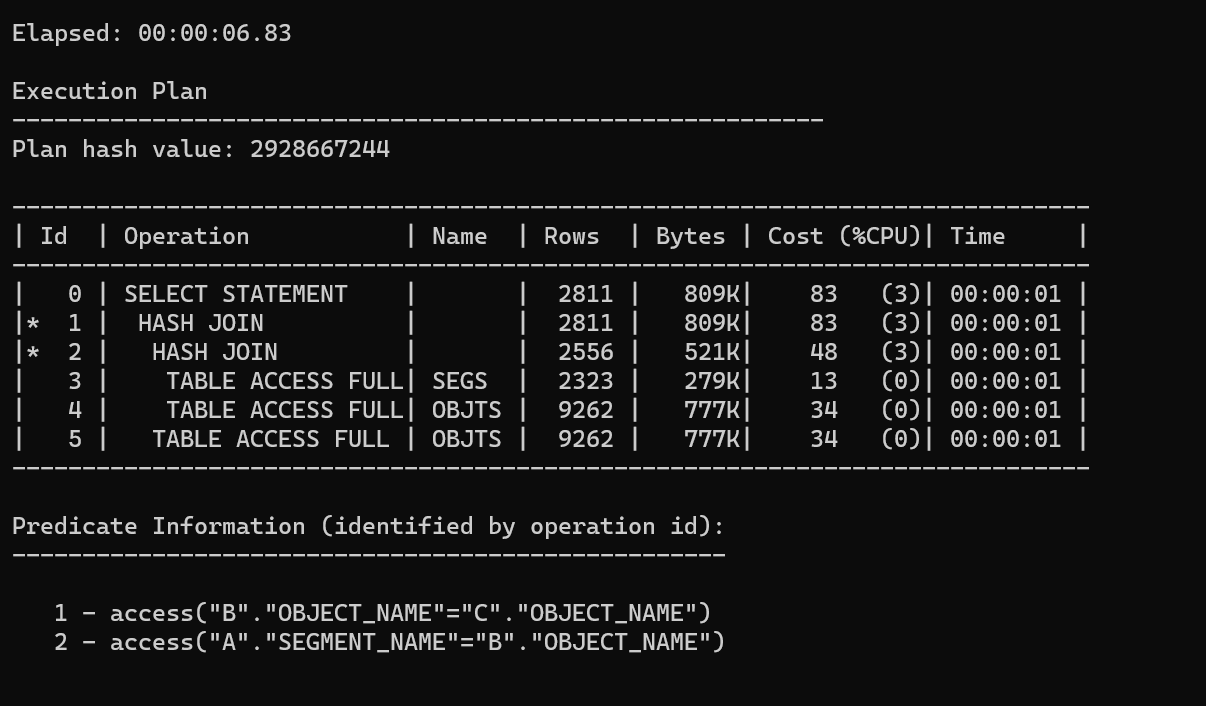 Elapsed: 00:00:06.83
Execution Plan
----------------------------------------------------------
Plan hash value: 2928667244
-----------------------------------------------------------------------------
| Id  | Operation           | Name  | Rows  | Bytes | Cost (%CPU)| Time     |
-----------------------------------------------------------------------------
|   0 | SELECT STATEMENT    |       |  2811 |   809K|    83   (3)| 00:00:01 |
|*  1 |  HASH JOIN          |       |  2811 |   809K|    83   (3)| 00:00:01 |
|*  2 |   HASH JOIN         |       |  2556 |   521K|    48   (3)| 00:00:01 |
|   3 |    TABLE ACCESS FULL| SEGS  |  2323 |   279K|    13   (0)| 00:00:01 |
|   4 |    TABLE ACCESS FULL| OBJTS |  9262 |   777K|    34   (0)| 00:00:01 |
|   5 |   TABLE ACCESS FULL | OBJTS |  9262 |   777K|    34   (0)| 00:00:01 |
-----------------------------------------------------------------------------
Predicate Information (identified by operation id):
---------------------------------------------------
   1 - access("B"."OBJECT_NAME"="C"."OBJECT_NAME")
   2 - access("A"."SEGMENT_NAME"="B"."OBJECT_NAME")